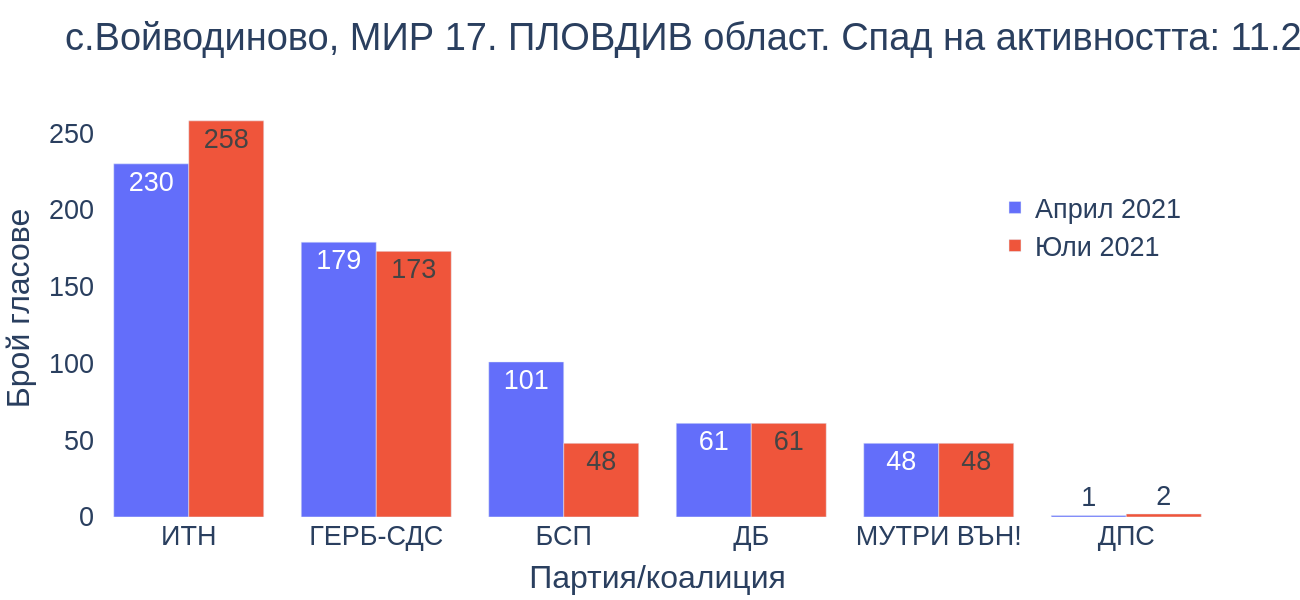 с.Войводиново, МИР 17. ПЛОВДИВ област. Спад на активността: 11.2
250
200
150
100
50
0
Брой гласове
230
258
179
173
101
48
61
61
48
48
1
2
Април 2021
Юли 2021
ИТН
ГЕРБ-СДС
БСП
ДБ
МУТРИ ВЪН!
ДПС
Партия/коалиция